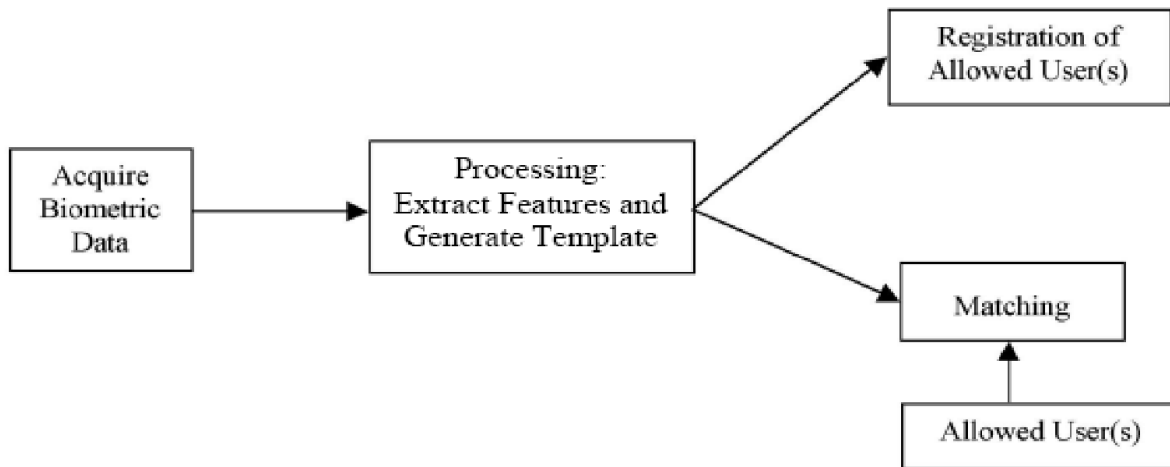 Acquire
Biometric
Data
Processing:
Extract Features and
Generate Template
Registration of
Allowed User(s)
Matching
Allowed User(s)